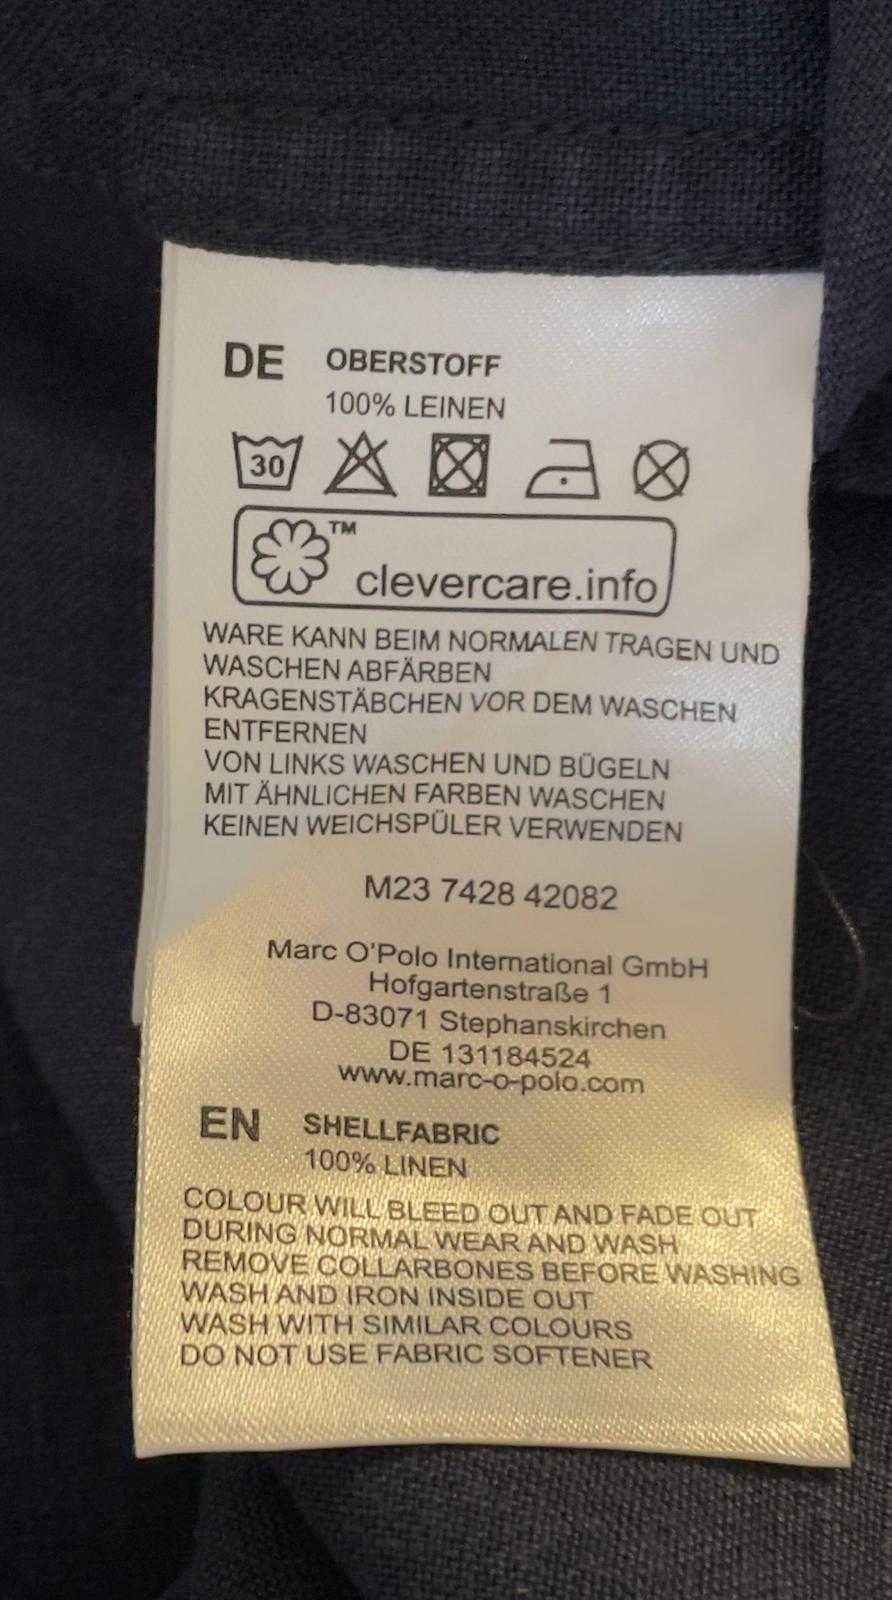 DE OBERSTOFF
100% LEINEN
30
TM
clevercare.info
WARE KANN BEIM NORMALEN TRAGEN UND
WASCHEN ABFÄRBEN
KRAGENSTÄBCHEN VOR DEM WASCHEN
ENTFERNEN
VON LINKS WASCHEN UND BÜGELN
MIT ÄHNLICHEN FARBEN WASCHEN
KEINEN WEICHSPÜLER VERWENDEN
M23 7428 42082
Marc O'Polo International GmbH
Hofgartenstraße 1
D-83071 Stephanskirchen
DE 131184524
www.marc-o-polo.com
EN SHELLFABRIC
100% LINEN
COLOUR WILL BLEED OUT AND FADE OUT
DURING NORMAL WEAR AND WASH
REMOVE COLLARBONES BEFORE WASHING
WASH AND IRON INSIDE OUT
WASH WITH SIMILAR COLOURS
DO NOT USE FABRIC SOFTENER